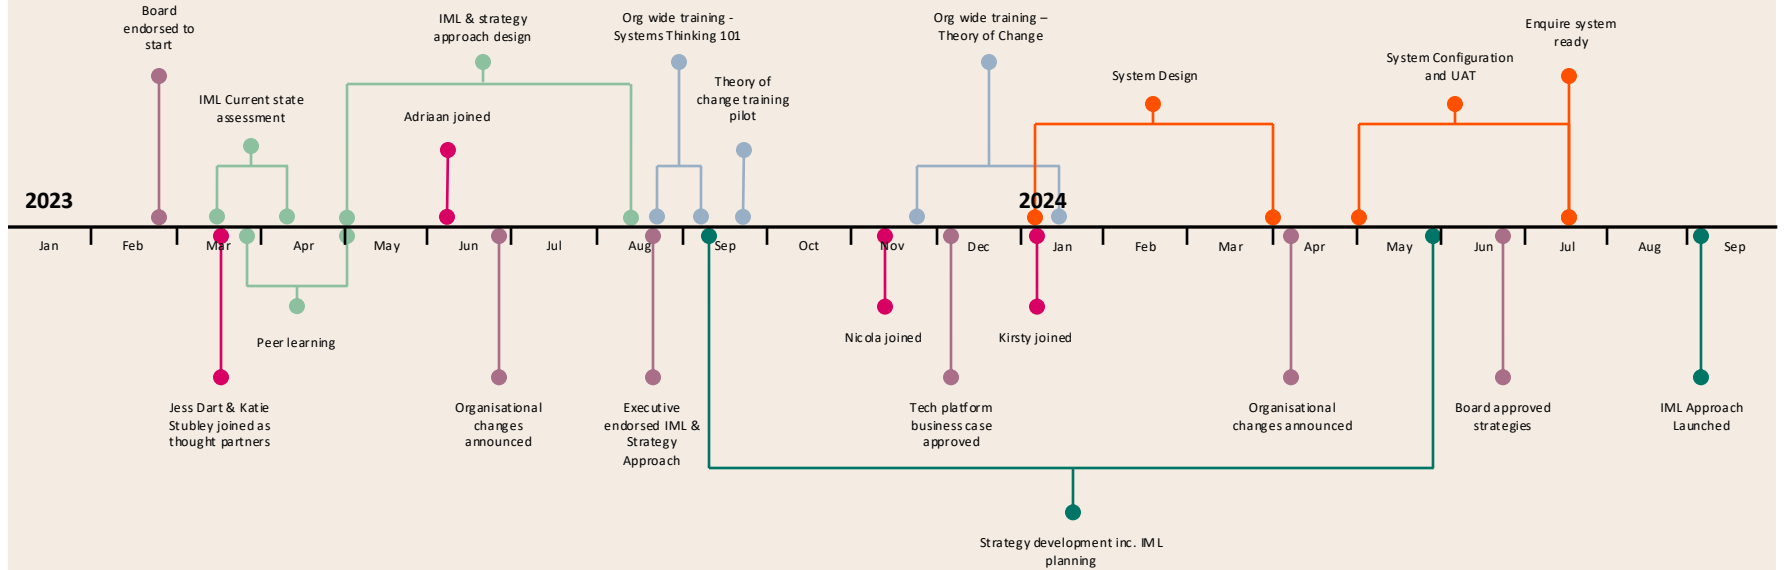 Board
endorsed to
start
IML & strategy
approach design
Org wide training -
Systems Thinking 101
Org wide training –
Theory of Change
Enquire system
ready
IML Current state
assessment
Adriaan joined
Theory of
change training
pilot
System Design
System Configuration
and UAT
2023
2024
Jan
Feb
Mar
Apr
May
Jun
Jul
Aug
Sep
Oct
Nov
Dec
Jan
Feb
Mar
Apr
May
Jun
Jul
Aug
Sep
Peer learning
Nicola joined
Kirsty joined
Jess Dart & Katie
Stubley joined as
thought partners
Organisational
changes
announced
Executive
endorsed IML &
Strategy
Approach
Tech platform
business case
approved
Organisational
changes announced
Board approved
strategies
IML Approach
Launched
Strategy development inc. IML
planning